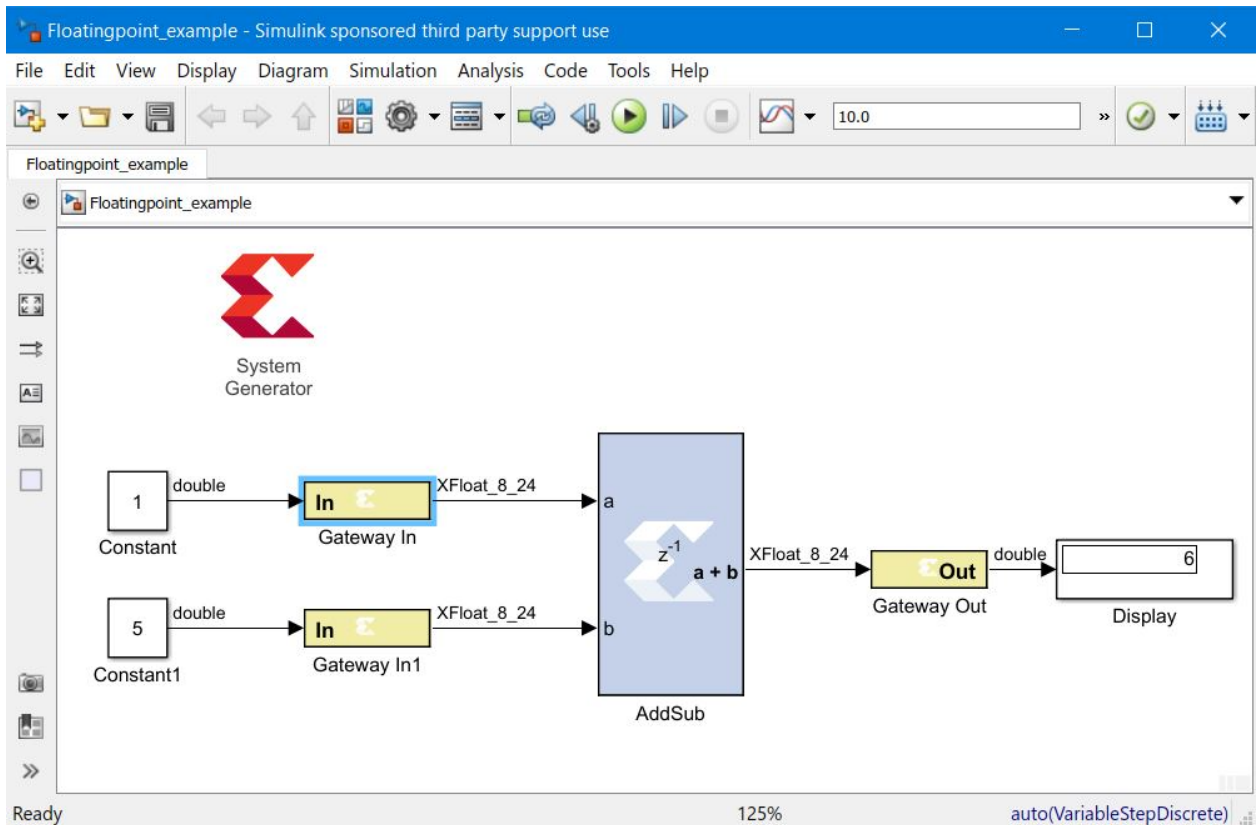 Floatingpoint_example - Simulink sponsored third party support use
File Edit View Display Diagram Simulation Analysis Code Tools Help
10.0 »
Floatingpoint_example
Floatingpoint_example
System
Generator
1
double
In
XFloat_8_24
a
Constant
Gateway In
z-1
a + b
XFloat_8_24
Out
double
6
Gateway Out
Display
5
double
In
XFloat_8_24
b
Constant1
Gateway In1
AddSub
Ready 125% auto(VariableStepDiscrete)